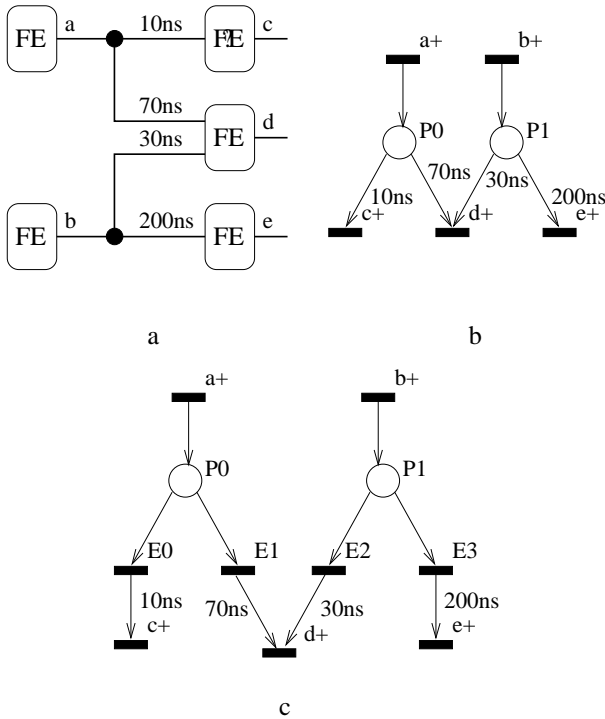 FE a 10ns FE c
70ns
30ns FE d
FE b 200ns FE e
a
a+ b+
P0 P1
10ns 70ns 30ns 200ns
c+ d+ e+
b
a+ b+
P0 P1
E0 E1 E2 E3
10ns 70ns 30ns 200ns
c+ d+ e+
c